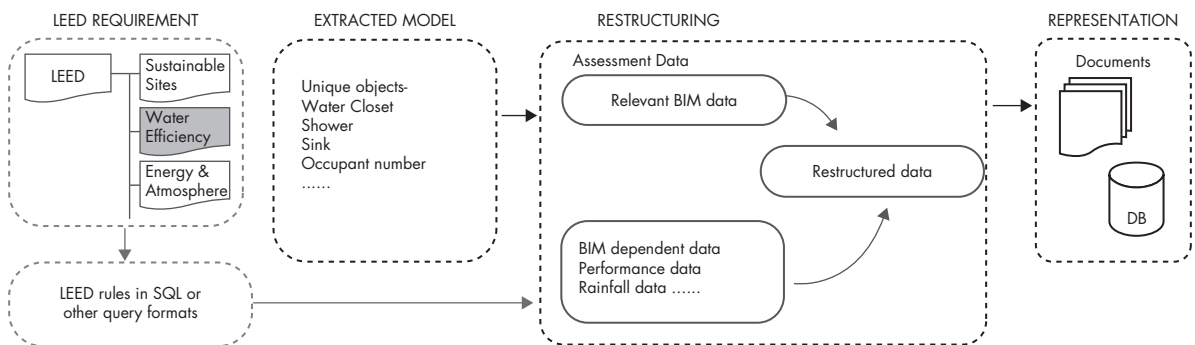 LEED REQUIREMENT
LEED
Sustainable
Sites
Water
Efficiency
Energy &
Atmosphere
LEED rules in SQL or
other query formats
EXTRACTED MODEL
Unique objects-
Water Closet
Shower
Sink
Occupant number
......
RESTRUCTURING
Assessment Data
Relevant BIM data
Restructured data
BIM dependent data
Performance data
Rainfall data ......
REPRESENTATION
Documents
DB